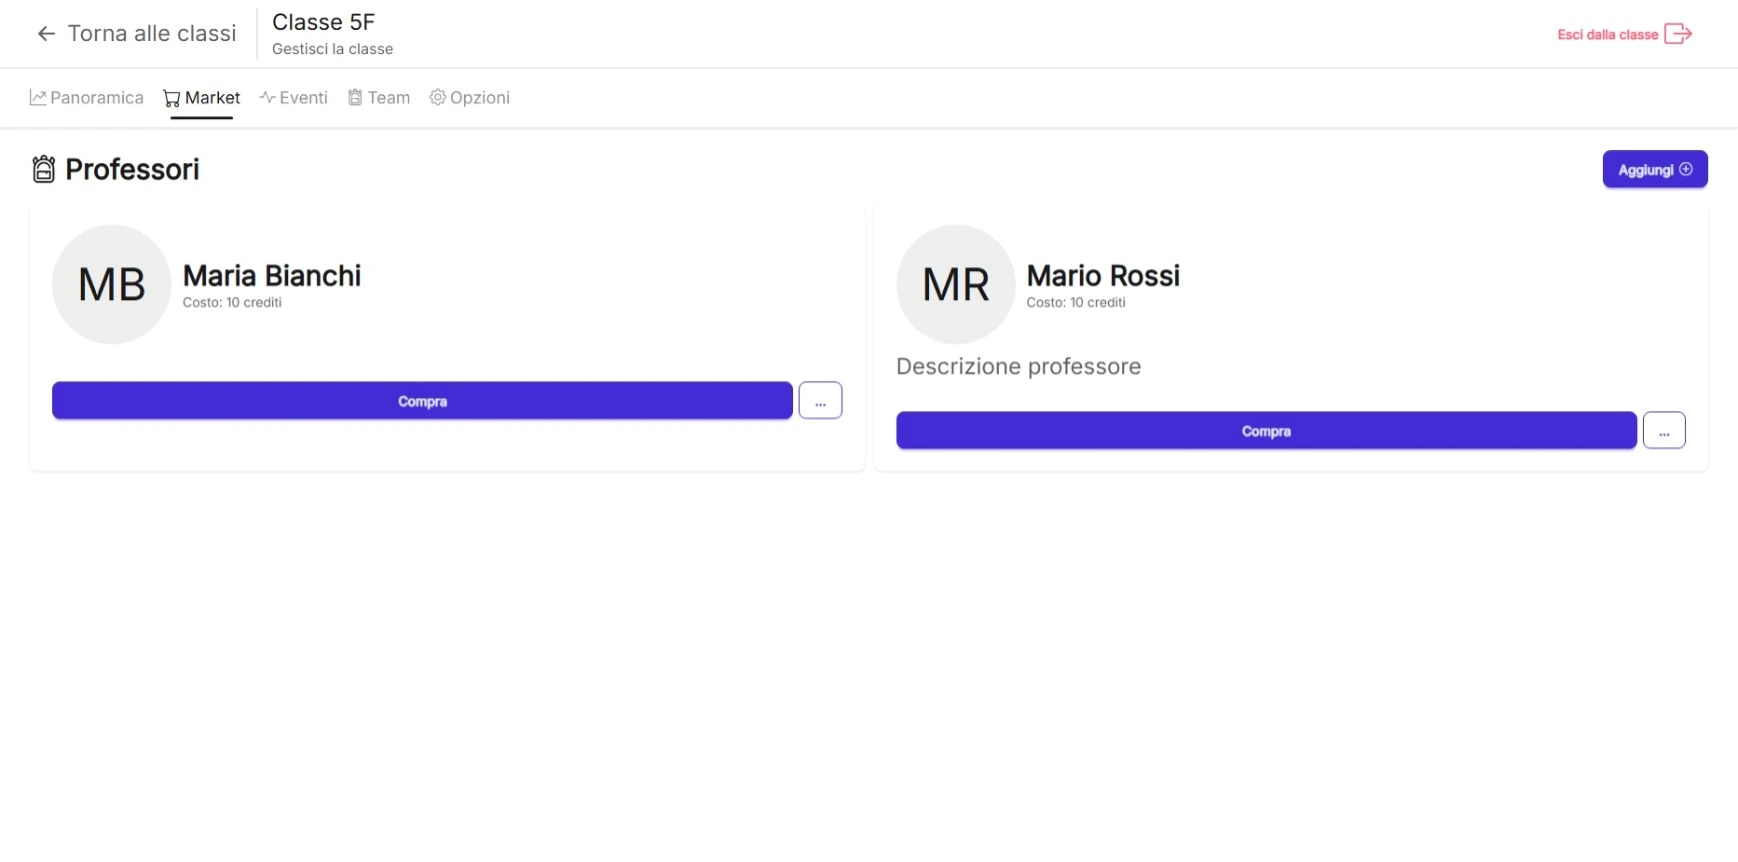 Torna alle classi
Classe 5F
Gestisci la classe
Esci dalla classe
Panoramica Market Eventi Team Opzioni
Professori
Aggiungi
MB
Maria Bianchi
Costo: 10 crediti
Compra
...
MR
Mario Rossi
Costo: 10 crediti
Descrizione professore
Compra
...